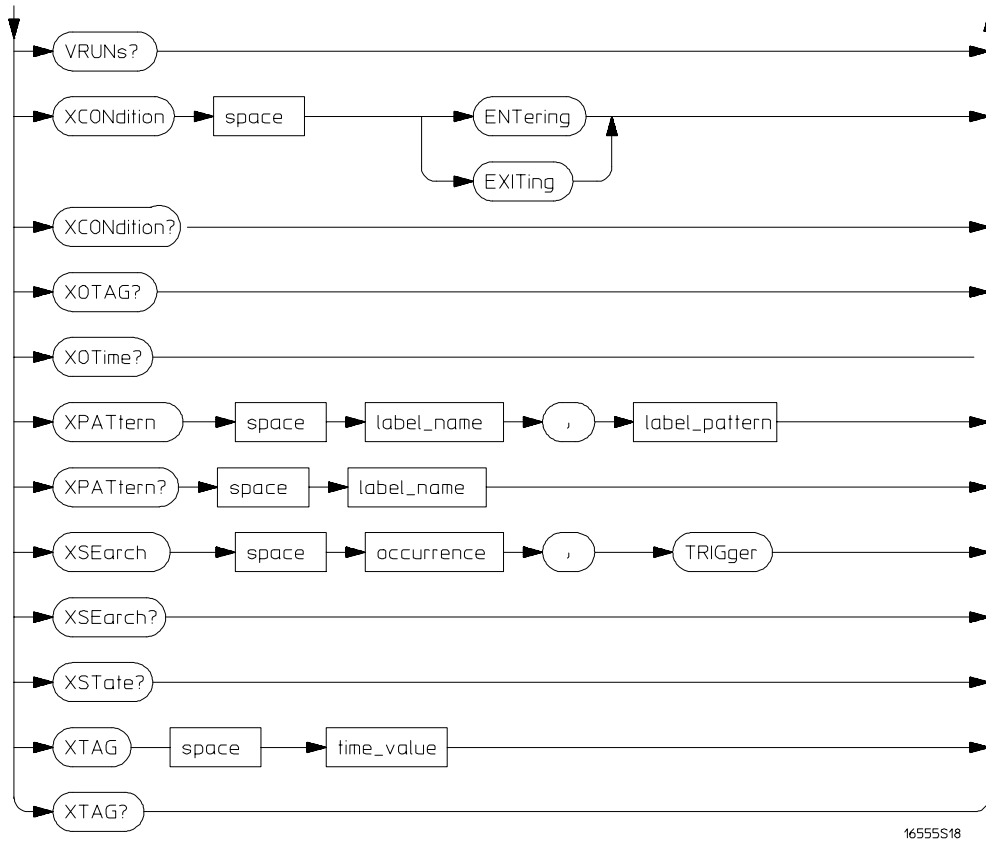 VRUNs?
XCONdition space ENTering
EXITing
XCONdition?
XOTAG?
XOTime?
XPATtern space label_name , label_pattern
XPATtern? space label_name
XSEarch space occurrence , TRIGger
XSEarch?
XSTate?
XTAG space time_value
XTAG?
16555S18